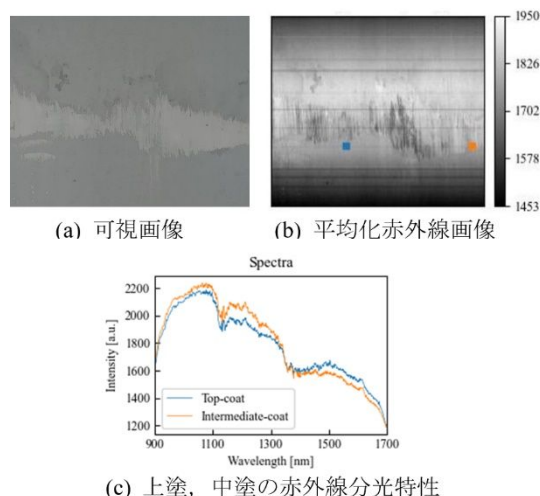 1950
1826
1702
1578
1453
(a) 可視画像
(b) 平均化赤外線画像
Spectra
Intensity [a.u.]
2200
2000
1800
1600
1400
1200
Top-coat
Intermediate-coat
900
1100
1300
1500
1700
Wavelength [nm]
(c) 上塗，中塗の赤外線分光特性